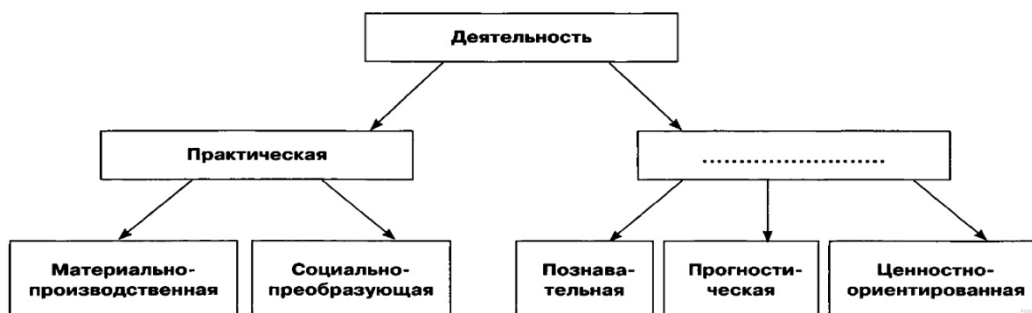 Деятельность
Практическая
...........................
Материально-
производственная
Социально-
преобразующая
Познава-
тельная
Прогности-
ческая
Ценностно-
ориентированная